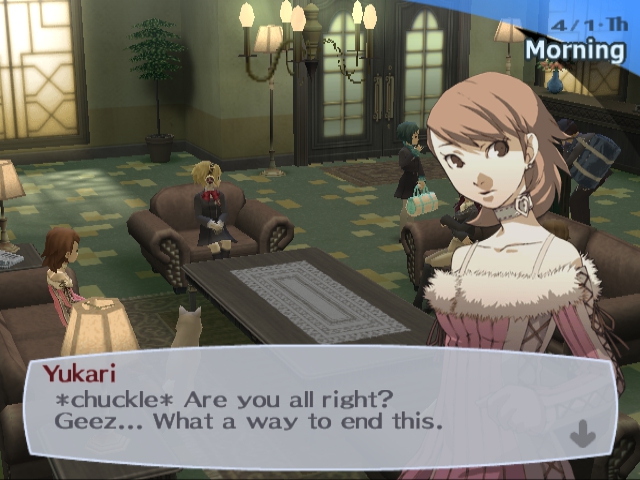 4/1・Th
Morning
Yukari
*chuckle* Are you all right?
Geez... What a way to end this.